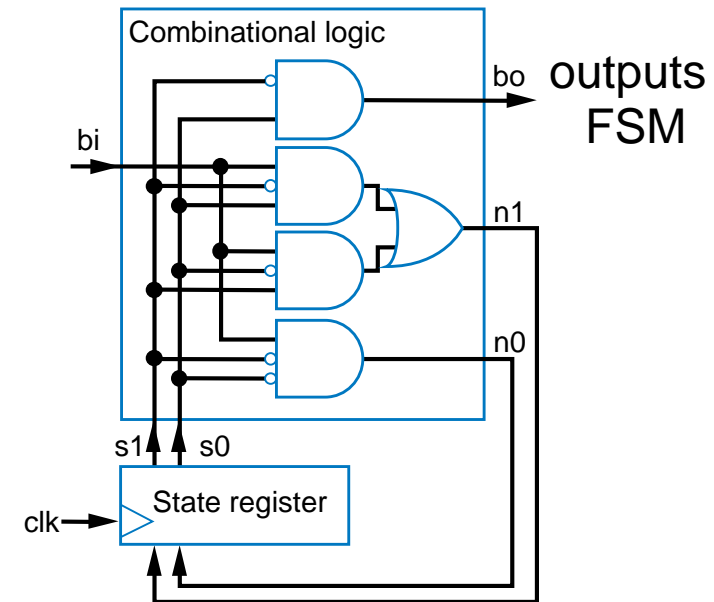 Combinational logic
bo
outputs
FSM
bi
n1
n0
s1
s0
State register
clk